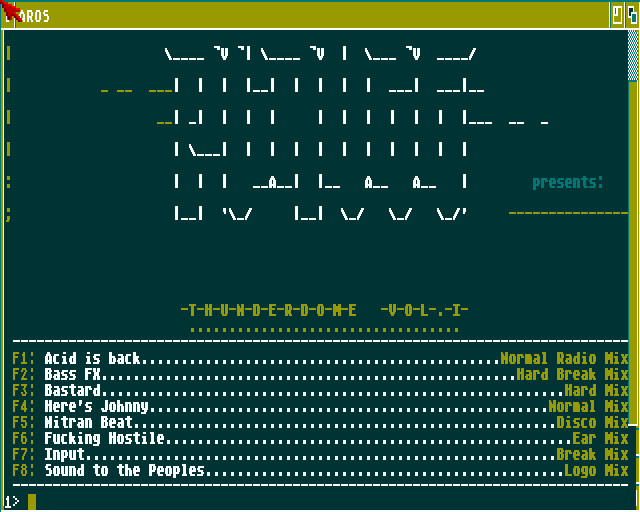 AROS
presents:
-T-H-U-N-D-E-R-D-O-M-E -V-O-L-.-I-
F1: Acid is back.............................................Normal Radio Mix
F2: Bass FX....................................................Hard Break Mix
F3: Bastard..........................................................Hard Mix
F4: Here's Johnny..................................................Normal Mix
F5: Nitran Beat.....................................................Disco Mix
F6: Fucking Hostile...................................................Ear Mix
F7: Input...........................................................Break Mix
F8: Sound to the Peoples.............................................Logo Mix
1>